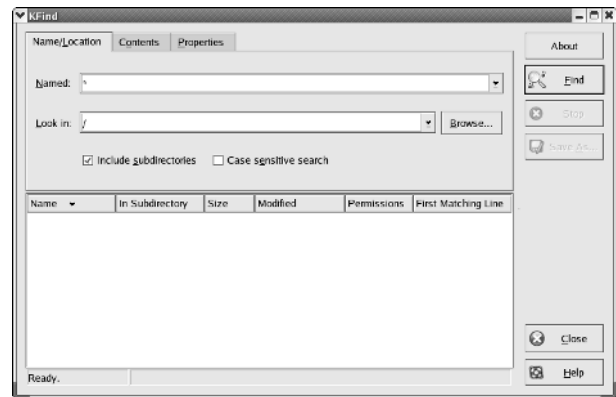 KFind
Name/Location Contents Properties
About
Named: *
Find
Look in: /
Browse...
Stop
Include subdirectories Case sensitive search
Save As...
Name In Subdirectory Size Modified Permissions First Matching Line
Close
Help
Ready.